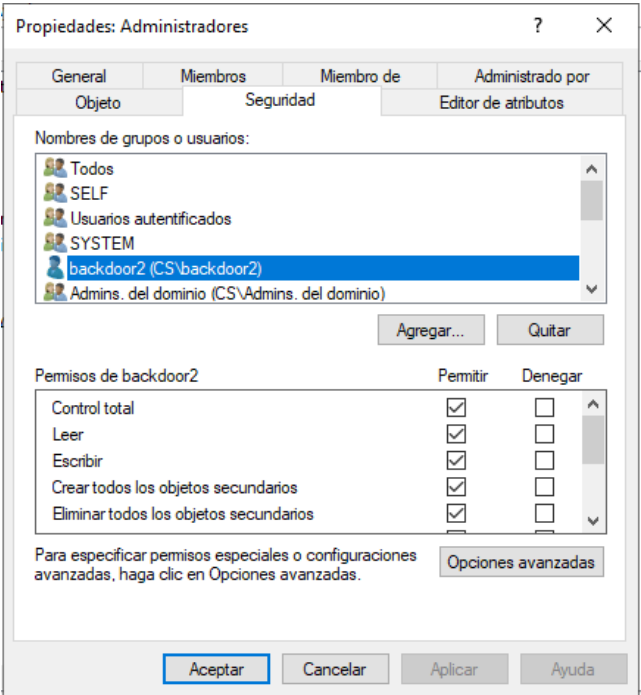 Propiedades: Administradores ? ×
General Miembros Miembro de Administrado por
Objeto Seguridad Editor de atributos
Nombres de grupos o usuarios:
Todos
SELF
Usuarios autentificados
SYSTEM
backdoor2 (CS\backdoor2)
Admins. del dominio (CS\Admins. del dominio)
Agregar... Quitar
Permisos de backdoor2 Permitir Denegar
Control total
Leer
Escribir
Crear todos los objetos secundarios
Eliminar todos los objetos secundarios
Para especificar permisos especiales o configuraciones
avanzadas, haga clic en Opciones avanzadas.
Opciones avanzadas
Aceptar Cancelar Aplicar Ayuda